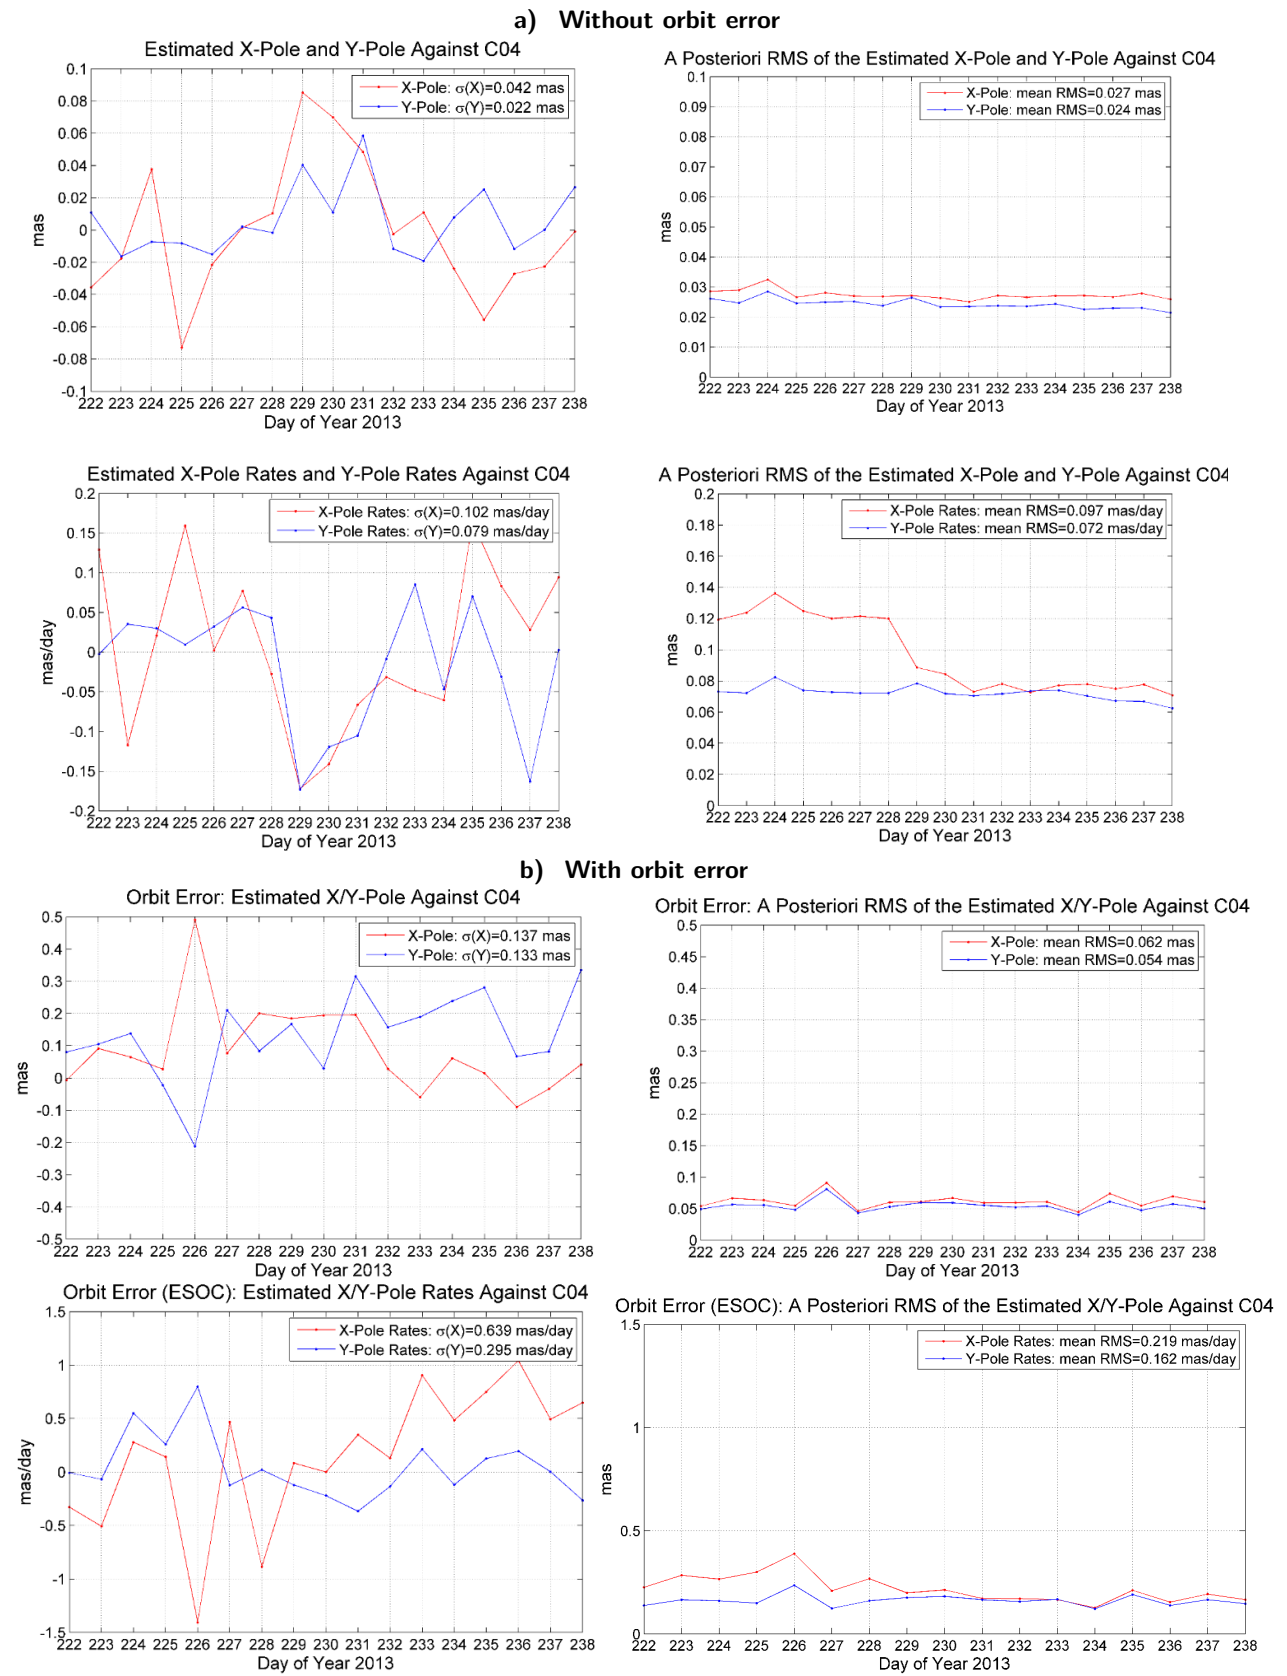 a) Without orbit error
Estimated X-Pole and Y-Pole Against C04
X-Pole: σ(X)=0.042 mas
Y-Pole: σ(Y)=0.022 mas
0.1
0.08
0.06
0.04
0.02
0
-0.02
-0.04
-0.06
-0.08
-0.1
mas
222 223 224 225 226 227 228 229 230 231 232 233 234 235 236 237 238
Day of Year 2013
A Posteriori RMS of the Estimated X-Pole and Y-Pole Against C04
X-Pole: mean RMS=0.027 mas
Y-Pole: mean RMS=0.024 mas
0.1
0.09
0.08
0.07
0.06
0.05
0.04
0.03
0.02
0.01
0
mas
222 223 224 225 226 227 228 229 230 231 232 233 234 235 236 237 238
Day of Year 2013
Estimated X-Pole Rates and Y-Pole Rates Against C04
X-Pole Rates: σ(X)=0.102 mas/day
Y-Pole Rates: σ(Y)=0.079 mas/day
0.2
0.15
0.1
0.05
0
-0.05
-0.1
-0.15
-0.2
mas/day
222 223 224 225 226 227 228 229 230 231 232 233 234 235 236 237 238
Day of Year 2013
A Posteriori RMS of the Estimated X-Pole and Y-Pole Against C04
X-Pole Rates: mean RMS=0.097 mas/day
Y-Pole Rates: mean RMS=0.072 mas/day
0.2
0.18
0.16
0.14
0.12
0.1
0.08
0.06
0.04
0.02
0
mas
222 223 224 225 226 227 228 229 230 231 232 233 234 235 236 237 238
Day of Year 2013
b) With orbit error
Orbit Error: Estimated X/Y-Pole Against C04
X-Pole: σ(X)=0.137 mas
Y-Pole: σ(Y)=0.133 mas
0.5
0.4
0.3
0.2
0.1
0
-0.1
-0.2
-0.3
-0.4
-0.5
mas
222 223 224 225 226 227 228 229 230 231 232 233 234 235 236 237 238
Day of Year 2013
Orbit Error: A Posteriori RMS of the Estimated X/Y-Pole Against C04
X-Pole: mean RMS=0.062 mas
Y-Pole: mean RMS=0.054 mas
0.5
0.45
0.4
0.35
0.3
0.25
0.2
0.15
0.1
0.05
0
mas
222 223 224 225 226 227 228 229 230 231 232 233 234 235 236 237 238
Day of Year 2013
Orbit Error (ESOC): Estimated X/Y-Pole Rates Against C04
X-Pole Rates: σ(X)=0.639 mas/day
Y-Pole Rates: σ(Y)=0.295 mas/day
1.5
1
0.5
0
-0.5
-1
-1.5
mas/day
222 223 224 225 226 227 228 229 230 231 232 233 234 235 236 237 238
Day of Year 2013
Orbit Error (ESOC): A Posteriori RMS of the Estimated X/Y-Pole Against C04
X-Pole Rates: mean RMS=0.219 mas/day
Y-Pole Rates: mean RMS=0.162 mas/day
1.5
1
0.5
0
mas
222 223 224 225 226 227 228 229 230 231 232 233 234 235 236 237 238
Day of Year 2013